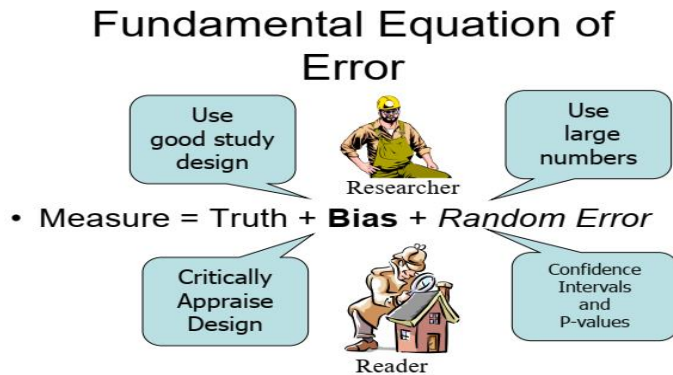 Fundamental Equation of
Error
Use
good study
design
Use
large
numbers
Researcher
• Measure = Truth + Bias + Random Error
Critically
Appraise
Design
Confidence
Intervals
and
P-values
Reader